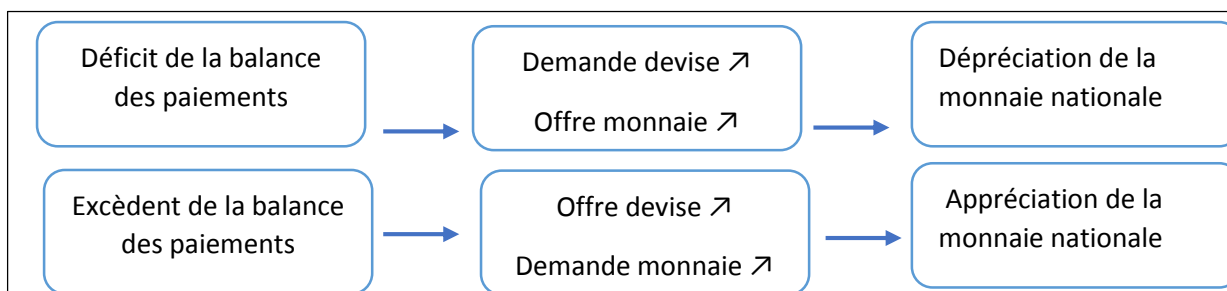 Déficit de la balance
des paiements
Demande devise ↗
Offre monnaie ↗
Dépréciation de la
monnaie nationale
Excèdent de la balance
des paiements
Offre devise ↗
Demande monnaie ↗
Appréciation de la
monnaie nationale